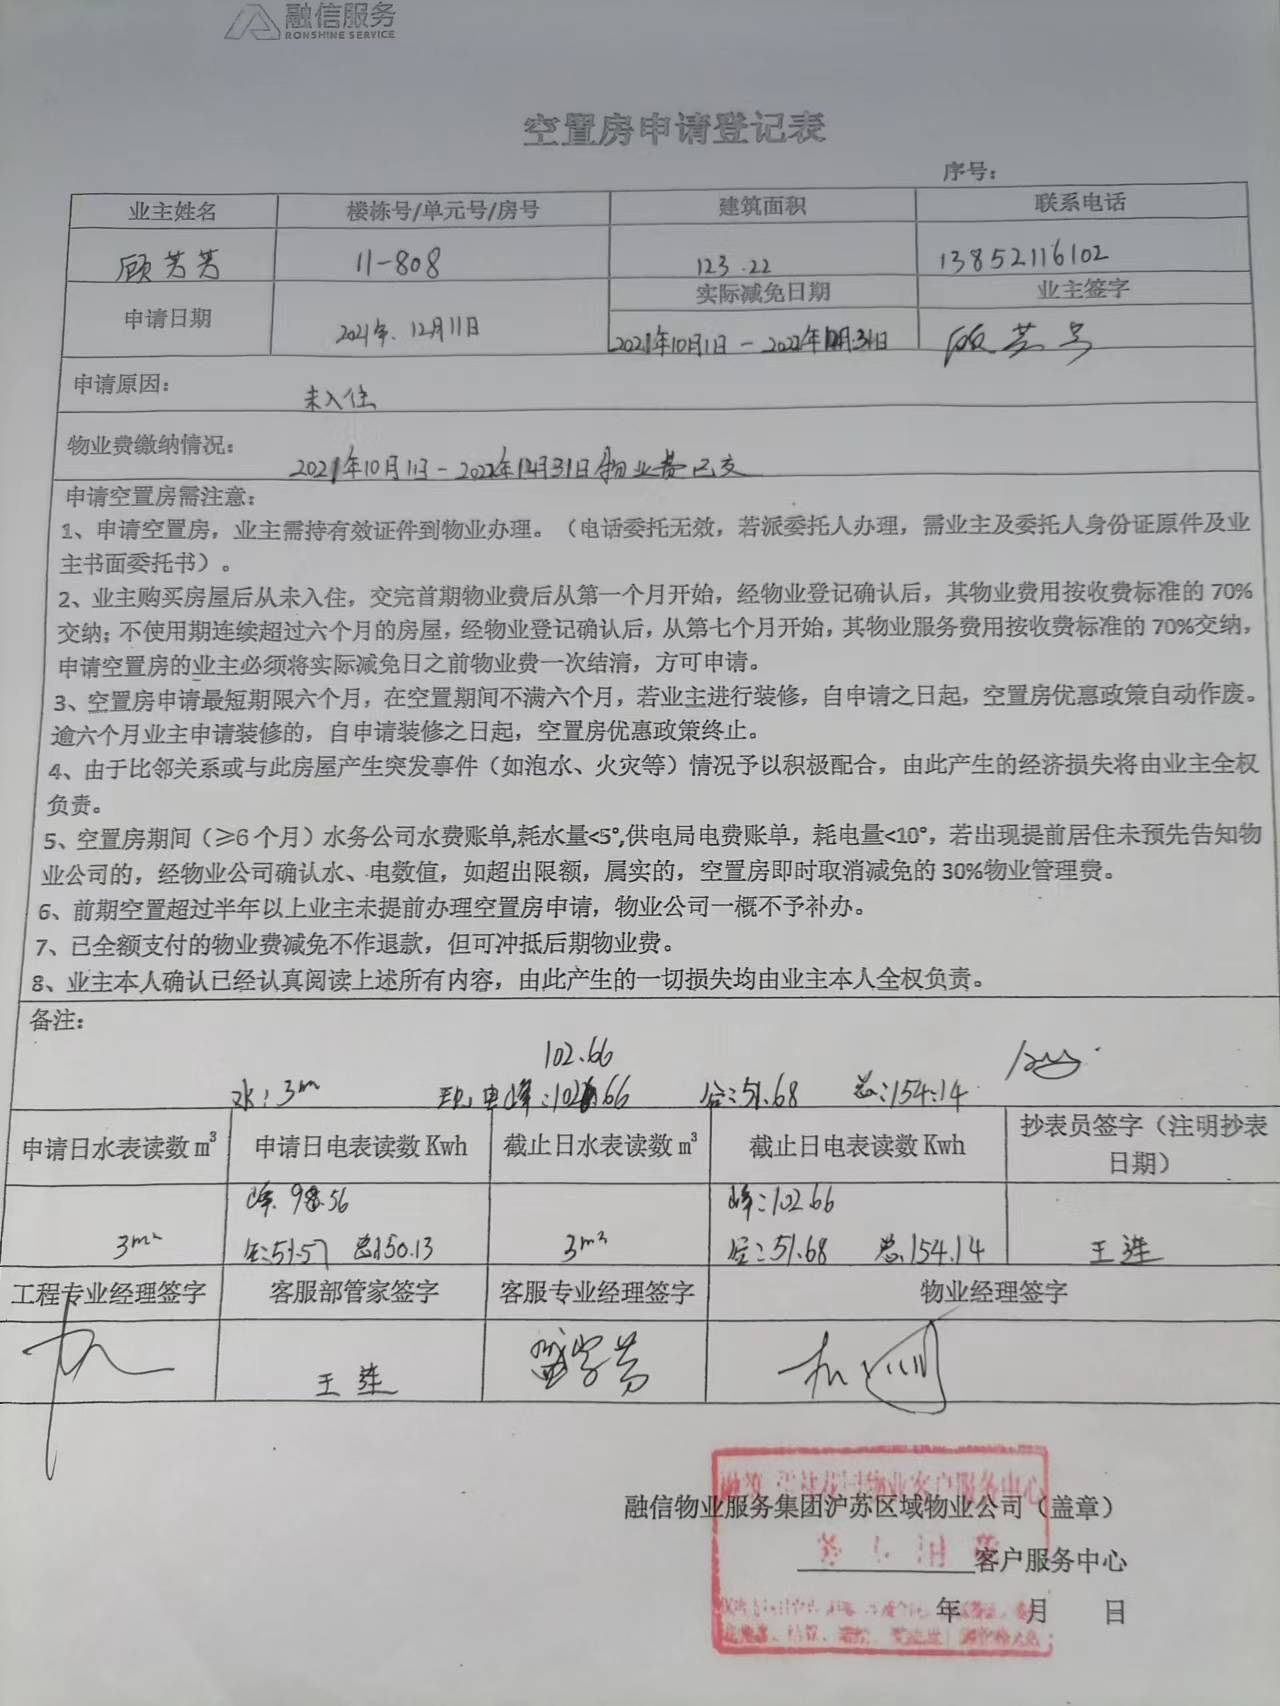 融信服务
RONSHINE SERVICE
空置房申请登记表
序号：
业主姓名 楼栋号/单元号/房号 建筑面积 联系电话
顾芳芳 11-808 123.22 13852116102
申请日期 2021年.12月11日 实际减免日期 业主签字
2021年10月1日-2022年12月31日
申请原因： 未入住
物业费缴纳情况： 2021年10月1日-2022年12月31日物业费已交
申请空置房需注意：
1、申请空置房，业主需持有效证件到物业办理。（电话委托无效，若派委托人办理，需业主及委托人身份证原件及业
主书面委托书）。
2、业主购买房屋后从未入住，交完首期物业费后从第一个月开始，经物业登记确认后，其物业费用按收费标准的 70%
交纳；不使用期连续超过六个月的房屋，经物业登记确认后，从第七个月开始，其物业服务费用按收费标准的 70%交纳，
申请空置房的业主必须将实际减免日之前物业费一次结清，方可申请。
3、空置房申请最短期限六个月，在空置期间不满六个月，若业主进行装修，自申请之日起，空置房优惠政策自动作废。
逾六个月业主申请装修的，自申请装修之日起，空置房优惠政策终止。
4、由于比邻关系或与此房屋产生突发事件（如泡水、火灾等）情况予以积极配合，由此产生的经济损失将由业主全权
负责。
5、空置房期间（≥6 个月）水务公司水费账单,耗水量<5°,供电局电费账单，耗电量<10°，若出现提前居住未预先告知物
业公司的，经物业公司确认水、电数值，如超出限额，属实的，空置房即时取消减免的 30%物业管理费。
6、前期空置超过半年以上业主未提前办理空置房申请，物业公司一概不予补办。
7、已全额支付的物业费减免不作退款，但可冲抵后期物业费。
8、业主本人确认已经认真阅读上述所有内容，由此产生的一切损失均由业主本人全权负责。
备注：
102.66
水：3m 现电峰：102.66 谷：51.68 总：154.14
申请日水表读数 m³ 申请日电表读数 Kwh 截止日水表读数 m³ 截止日电表读数 Kwh 抄表员签字（注明抄表
日期）
峰.98.56 峰：102.66
3m² 谷：51.57 总150.13 3m² 谷：51.68 总.154.14 王莲
工程专业经理签字 客服部管家签字 客服专业经理签字 物业经理签字
王莲
融信物业服务集团沪苏区域物业公司（盖章）
客户服务中心
年 月 日